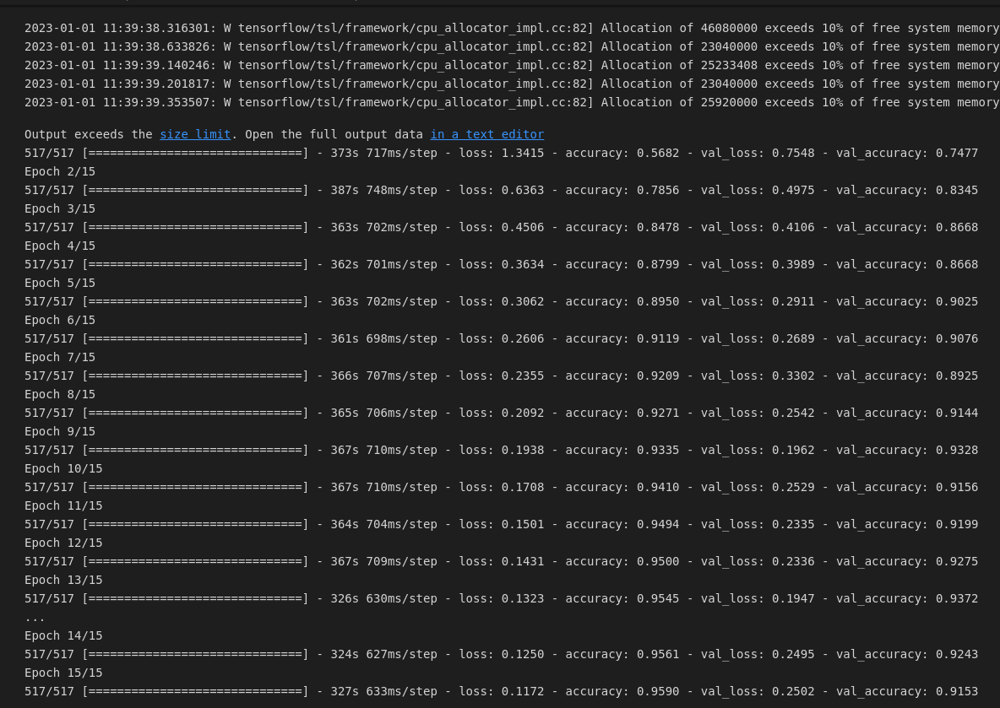 2023-01-01 11:39:38.316301: W tensorflow/tsl/framework/cpu_allocator_impl.cc:82] Allocation of 46080000 exceeds 10% of free system memory
2023-01-01 11:39:38.633826: W tensorflow/tsl/framework/cpu_allocator_impl.cc:82] Allocation of 23040000 exceeds 10% of free system memory
2023-01-01 11:39:39.140246: W tensorflow/tsl/framework/cpu_allocator_impl.cc:82] Allocation of 25233408 exceeds 10% of free system memory
2023-01-01 11:39:39.201817: W tensorflow/tsl/framework/cpu_allocator_impl.cc:82] Allocation of 23040000 exceeds 10% of free system memory
2023-01-01 11:39:39.353507: W tensorflow/tsl/framework/cpu_allocator_impl.cc:82] Allocation of 25920000 exceeds 10% of free system memory
Output exceeds the size limit. Open the full output data in a text editor
517/517 [==============================] - 373s 717ms/step - loss: 1.3415 - accuracy: 0.5682 - val_loss: 0.7548 - val_accuracy: 0.7477
Epoch 2/15
517/517 [==============================] - 387s 748ms/step - loss: 0.6363 - accuracy: 0.7856 - val_loss: 0.4975 - val_accuracy: 0.8345
Epoch 3/15
517/517 [==============================] - 363s 702ms/step - loss: 0.4506 - accuracy: 0.8478 - val_loss: 0.4106 - val_accuracy: 0.8668
Epoch 4/15
517/517 [==============================] - 362s 701ms/step - loss: 0.3634 - accuracy: 0.8799 - val_loss: 0.3989 - val_accuracy: 0.8668
Epoch 5/15
517/517 [==============================] - 363s 702ms/step - loss: 0.3062 - accuracy: 0.8950 - val_loss: 0.2911 - val_accuracy: 0.9025
Epoch 6/15
517/517 [==============================] - 361s 698ms/step - loss: 0.2606 - accuracy: 0.9119 - val_loss: 0.2689 - val_accuracy: 0.9076
Epoch 7/15
517/517 [==============================] - 366s 707ms/step - loss: 0.2355 - accuracy: 0.9209 - val_loss: 0.3302 - val_accuracy: 0.8925
Epoch 8/15
517/517 [==============================] - 365s 706ms/step - loss: 0.2092 - accuracy: 0.9271 - val_loss: 0.2542 - val_accuracy: 0.9144
Epoch 9/15
517/517 [==============================] - 367s 710ms/step - loss: 0.1938 - accuracy: 0.9335 - val_loss: 0.1962 - val_accuracy: 0.9328
Epoch 10/15
517/517 [==============================] - 367s 710ms/step - loss: 0.1708 - accuracy: 0.9410 - val_loss: 0.2529 - val_accuracy: 0.9156
Epoch 11/15
517/517 [==============================] - 364s 704ms/step - loss: 0.1501 - accuracy: 0.9494 - val_loss: 0.2335 - val_accuracy: 0.9199
Epoch 12/15
517/517 [==============================] - 367s 709ms/step - loss: 0.1431 - accuracy: 0.9500 - val_loss: 0.2336 - val_accuracy: 0.9275
Epoch 13/15
517/517 [==============================] - 326s 630ms/step - loss: 0.1323 - accuracy: 0.9545 - val_loss: 0.1947 - val_accuracy: 0.9372
...
Epoch 14/15
517/517 [==============================] - 324s 627ms/step - loss: 0.1250 - accuracy: 0.9561 - val_loss: 0.2495 - val_accuracy: 0.9243
Epoch 15/15
517/517 [==============================] - 327s 633ms/step - loss: 0.1172 - accuracy: 0.9590 - val_loss: 0.2502 - val_accuracy: 0.9153